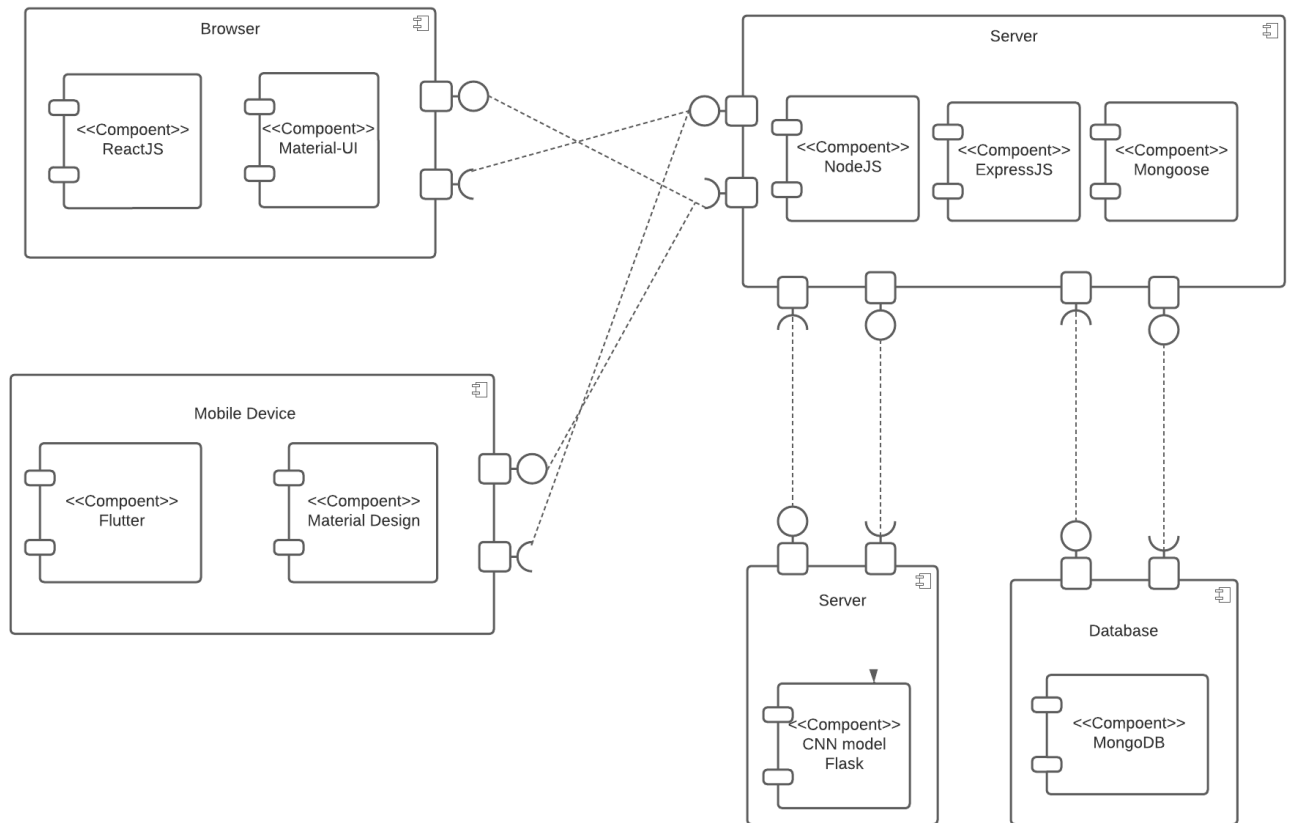 Browser
<<Compoent>>
ReactJS
<<Compoent>>
Material-UI
Server
<<Compoent>>
NodeJS
<<Compoent>>
ExpressJS
<<Compoent>>
Mongoose
Mobile Device
<<Compoent>>
Flutter
<<Compoent>>
Material Design
Server
<<Compoent>>
CNN model
Flask
Database
<<Compoent>>
MongoDB